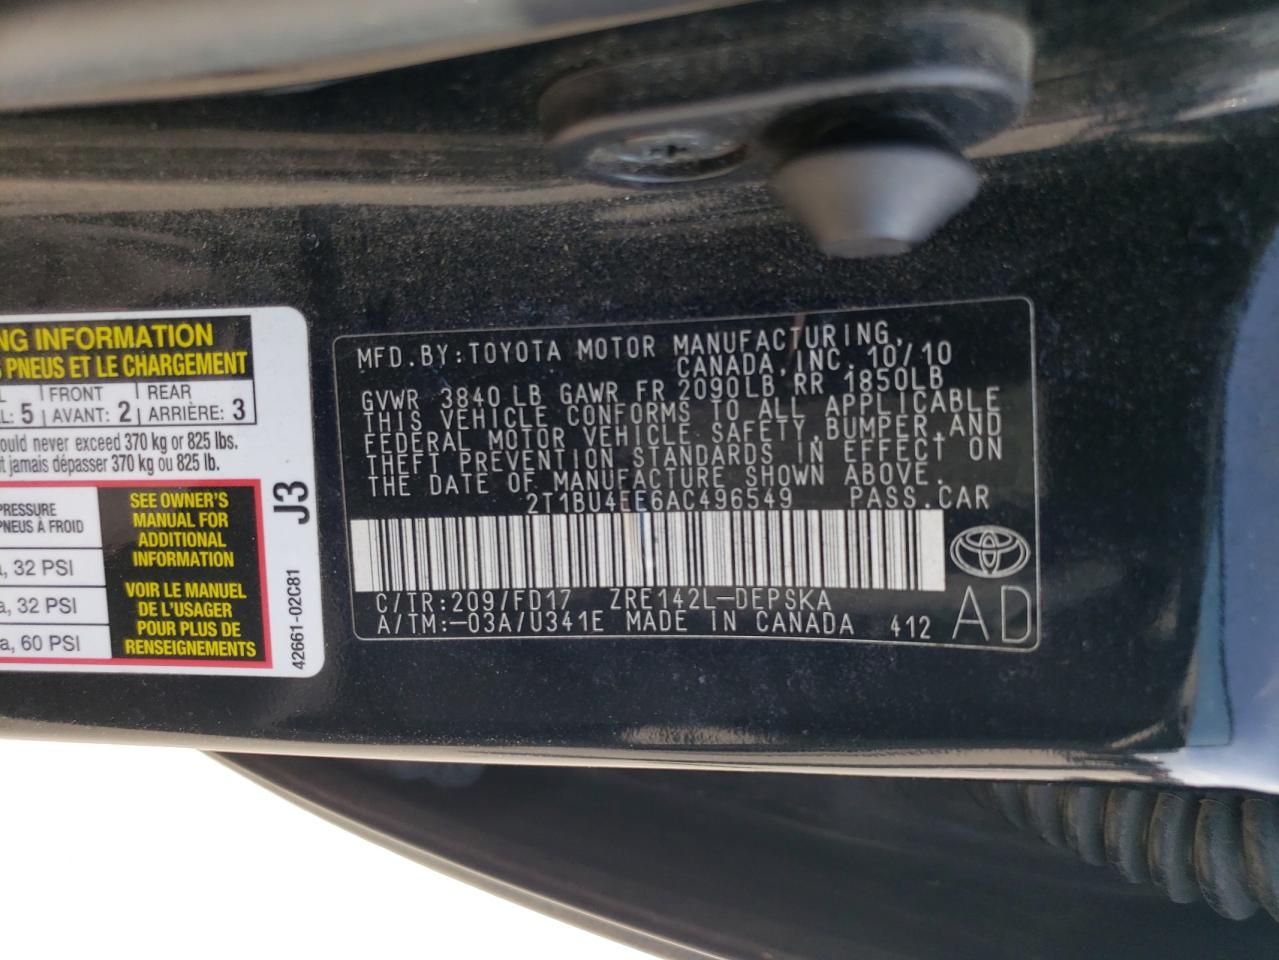 NG INFORMATION
PNEUS ET LE CHARGEMENT
FRONT REAR
: 5 AVANT: 2 ARRIÈRE: 3
never exceed 370 kg or 825 lbs.
jamais dépasser 370 kg ou 825 lb.
À FROID
, 32 PSI
, 32 PSI
, 60 PSI
SEE OWNER'S
MANUAL FOR
ADDITIONAL
INFORMATION
VOIR LE MANUEL
DE L'USAGER
POUR PLUS DE
RENSEIGNEMENTS
J3
42661-02C81
MFD.BY:TOYOTA MOTOR MANUFACTURING,
CANADA,INC.10/10
GVWR 3840 LB GAWR FR 2090LB RR 1850LB
THIS VEHICLE CONFORMS TO ALL APPLICABLE
FEDERAL MOTOR VEHICLE SAFETY,BUMPER,AND
THEFT PREVENTION STANDARDS IN EFFECT ON
THE DATE OF MANUFACTURE SHOWN ABOVE.
2T1BU4EE6AC496549 PASS.CAR
C/TR:209/FD17 ZRE142L-DEPSKA
A/TM:-03A/U341E MADE IN CANADA 412
AD